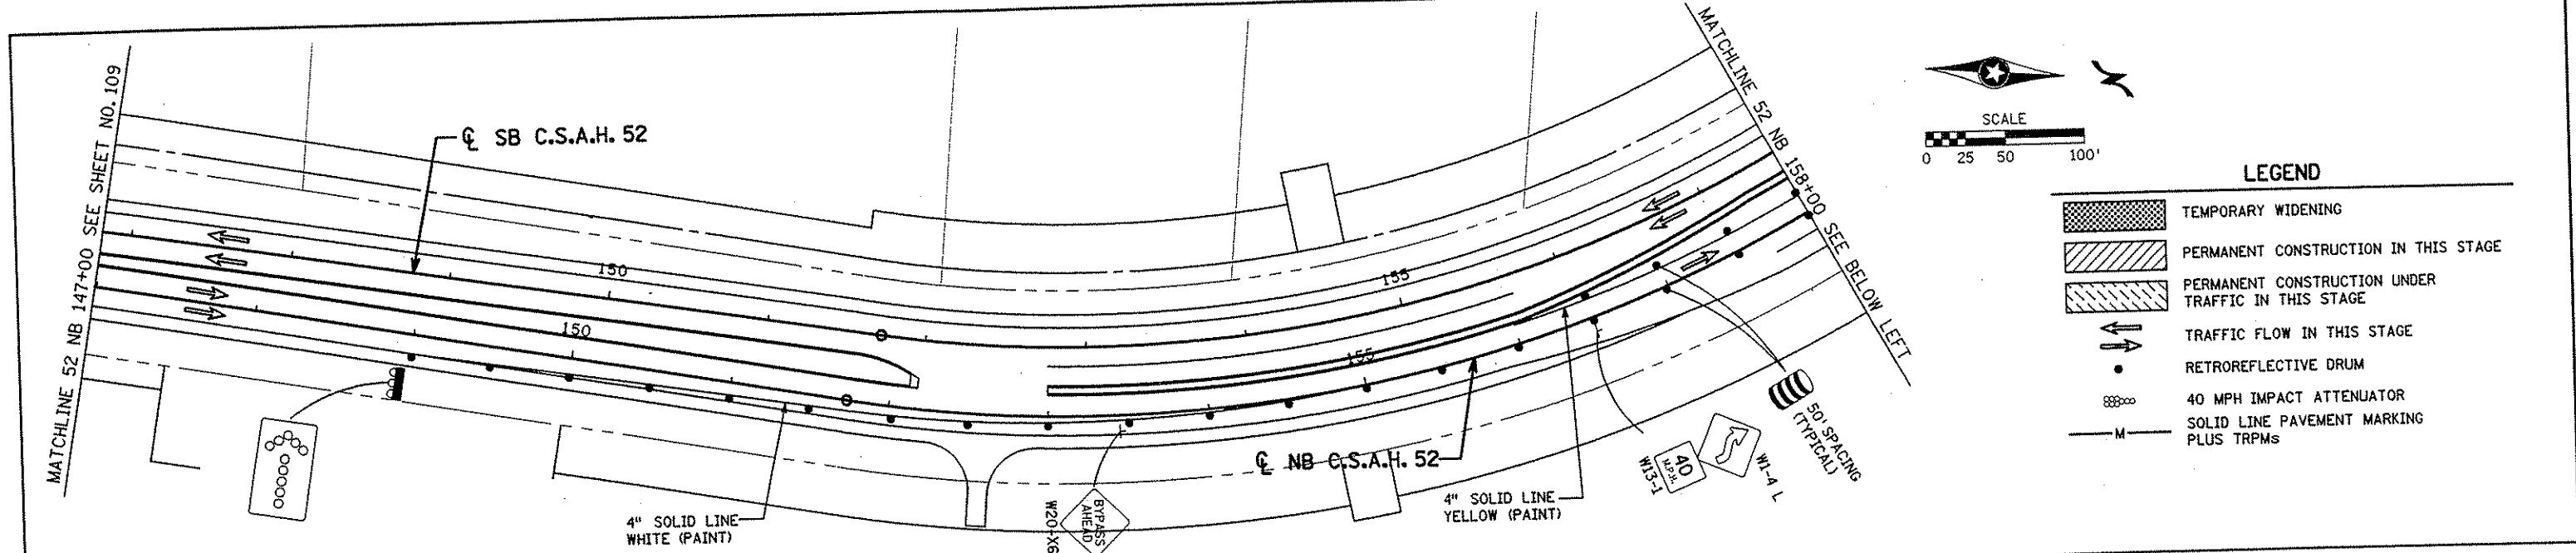 MATCHLINE 52 NB 147+00 SEE SHEET NO. 109
℄ SB C.S.A.H. 52
150
150
155
155
4" SOLID LINE
WHITE (PAINT)
BYPASS
AHEAD
W20-X6
℄ NB C.S.A.H. 52
4" SOLID LINE
YELLOW (PAINT)
40
M.P.H.
W13-1
W1-4 L
50' SPACING
(TYPICAL)
MATCHLINE 52 NB 158+00 SEE BELOW LEFT
SCALE
0 25 50 100'
LEGEND
TEMPORARY WIDENING
PERMANENT CONSTRUCTION IN THIS STAGE
PERMANENT CONSTRUCTION UNDER
TRAFFIC IN THIS STAGE
TRAFFIC FLOW IN THIS STAGE
RETROREFLECTIVE DRUM
40 MPH IMPACT ATTENUATOR
M
SOLID LINE PAVEMENT MARKING
PLUS TRPMs